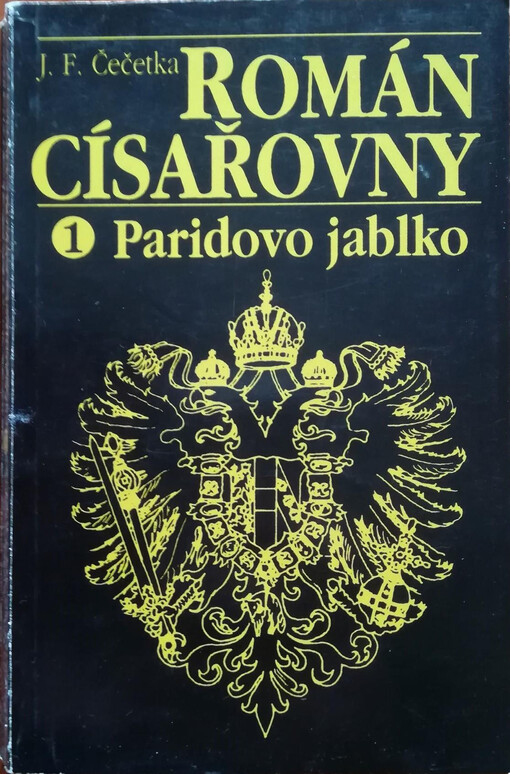 J. F. Čečetka ROMÁN
CÍSAŘOVNY
1 Paridovo jablko